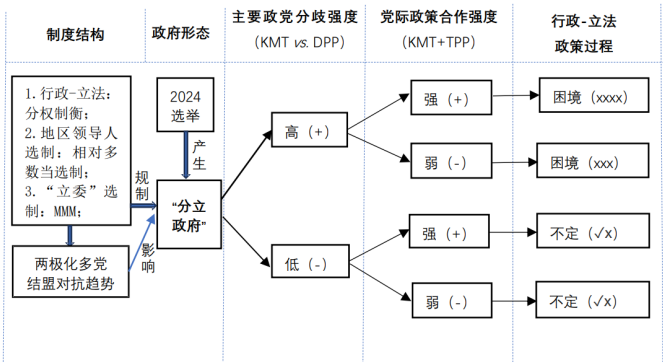 制度结构
政府形态
主要政党分歧强度
（KMT vs. DPP）
党际政策合作强度
（KMT+TPP）
行政-立法
政策过程
1.行政-立法：
分权制衡；
2.地区领导人
选制：相对多
数当选制；
3.“立委”选
制：MMM；
两极化多党
结盟对抗趋势
规制
影响
2024
选举
产生
“分立
政府”
高（+）
低（-）
强（+）
弱（-）
强（+）
弱（-）
困境（xxxx）
困境（xxx）
不定（√x）
不定（√x）